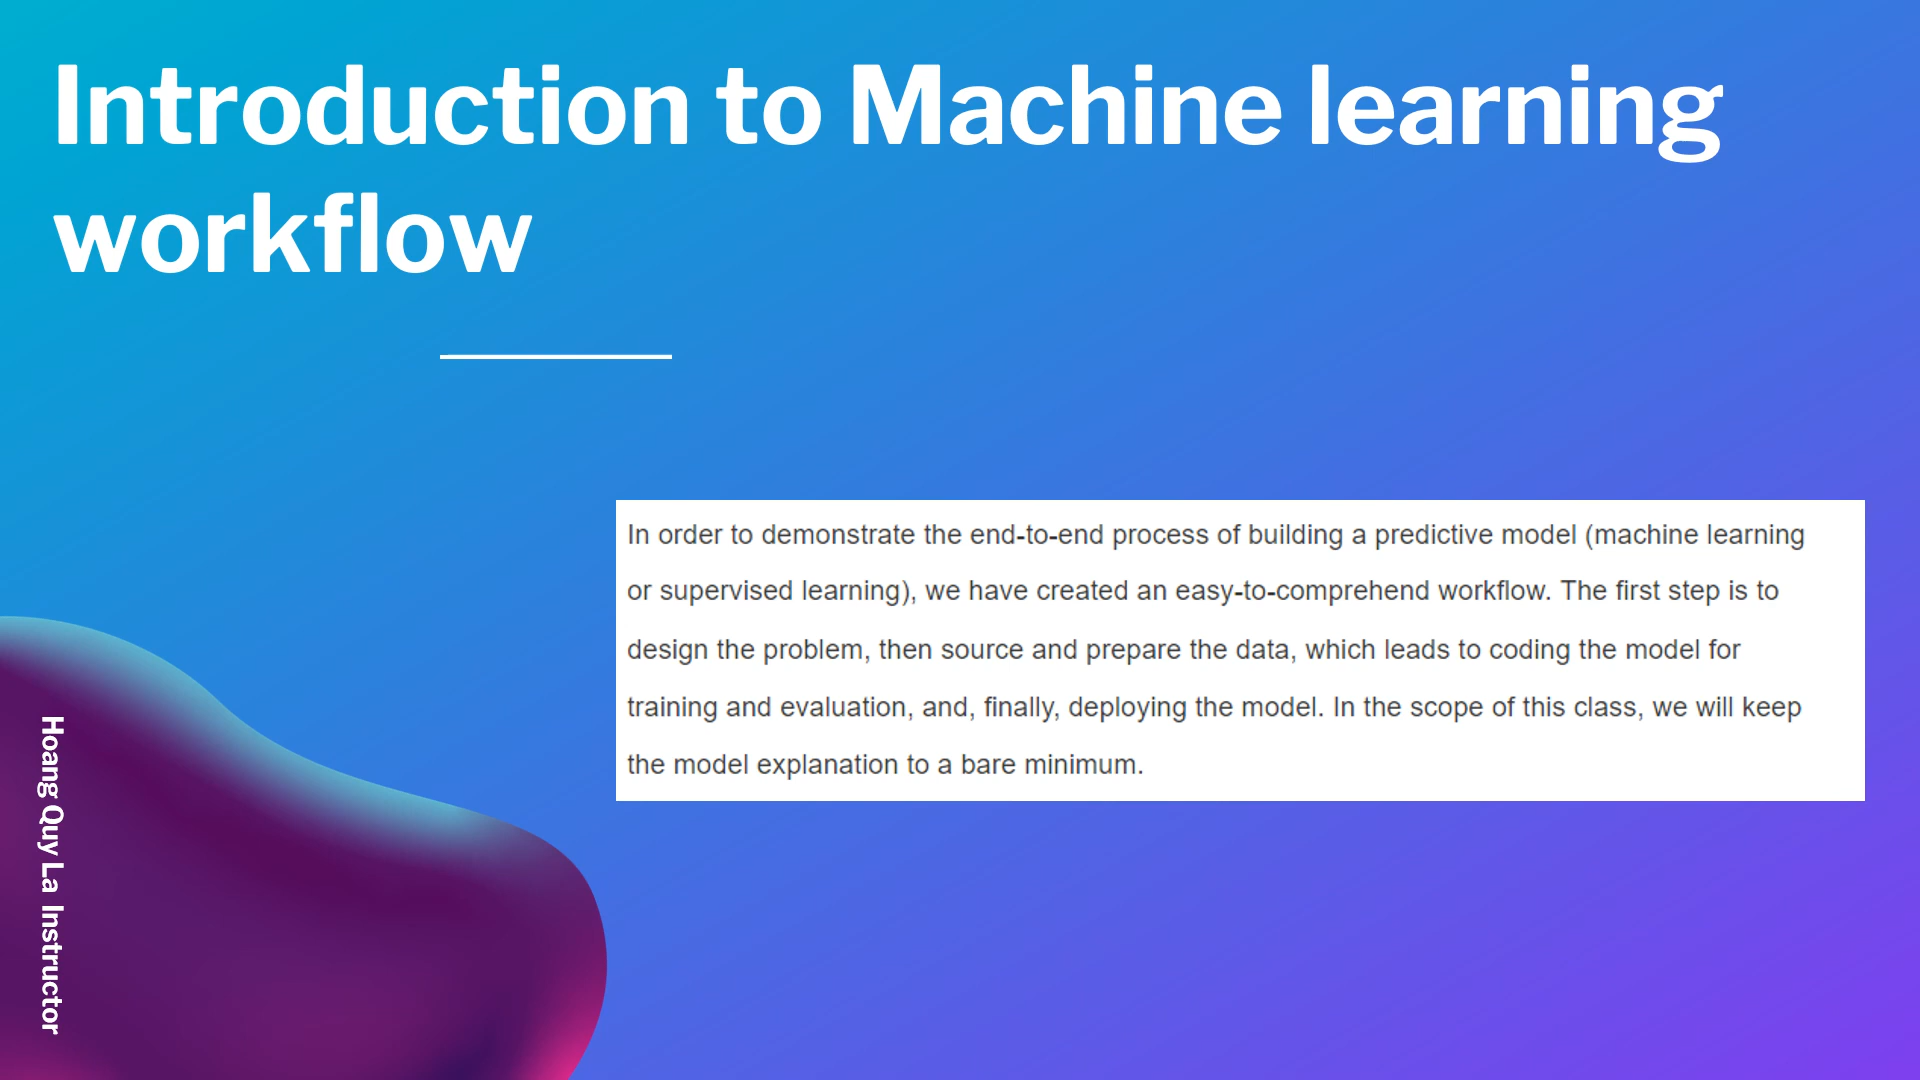 Introduction to Machine learning
workflow
In order to demonstrate the end-to-end process of building a predictive model (machine learning
or supervised learning), we have created an easy-to-comprehend workflow. The first step is to
design the problem, then source and prepare the data, which leads to coding the model for
training and evaluation, and, finally, deploying the model. In the scope of this class, we will keep
the model explanation to a bare minimum.
Hoang Quy La Instructor